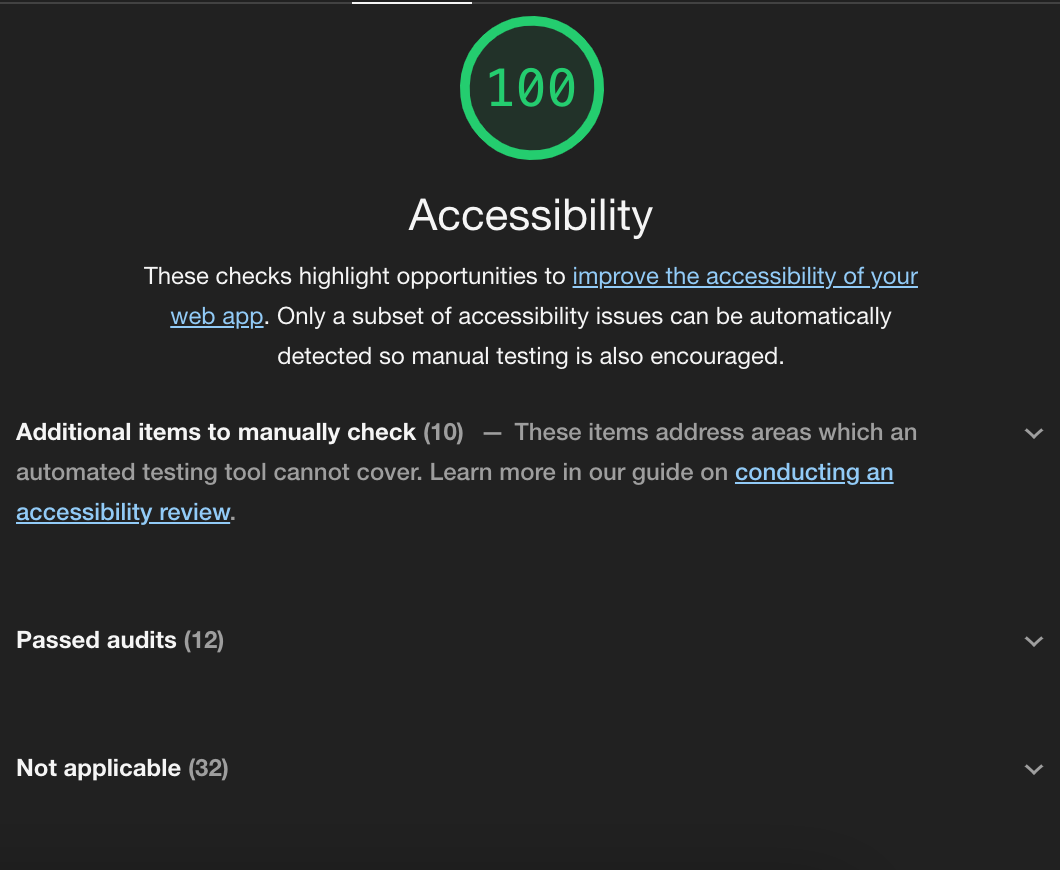 100
Accessibility
These checks highlight opportunities to improve the accessibility of your
web app. Only a subset of accessibility issues can be automatically
detected so manual testing is also encouraged.
Additional items to manually check (10) — These items address areas which an
automated testing tool cannot cover. Learn more in our guide on conducting an
accessibility review.
Passed audits (12)
Not applicable (32)